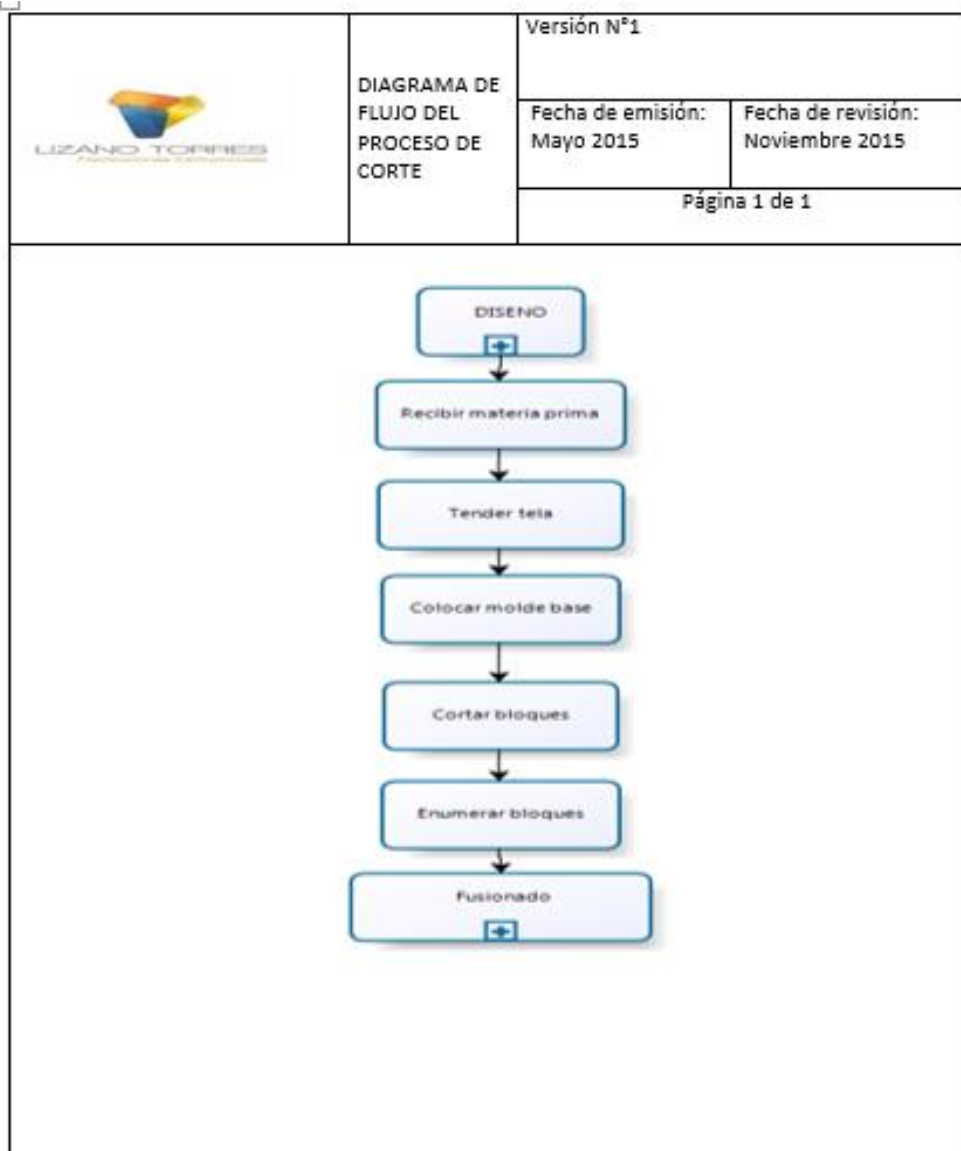 LIZANO TORRES
DIAGRAMA DE
FLUJO DEL
PROCESO DE
CORTE
Versión N°1
Fecha de emisión:
Mayo 2015
Fecha de revisión:
Noviembre 2015
Página 1 de 1
DISENO
Recibir materia prima
Tender tela
Colocar molde base
Cortar bloques
Enumerar bloques
Fusionado